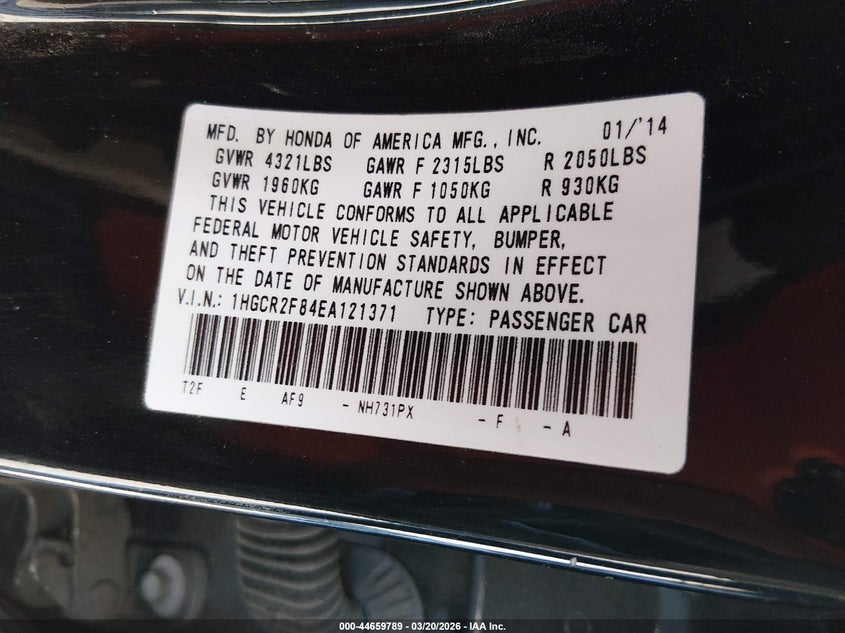 MFD. BY HONDA OF AMERICA MFG., INC. 01/'14
GVWR 4321LBS GAWR F 2315LBS R 2050LBS
GVWR 1960KG GAWR F 1050KG R 930KG
THIS VEHICLE CONFORMS TO ALL APPLICABLE
FEDERAL MOTOR VEHICLE SAFETY, BUMPER,
AND THEFT PREVENTION STANDARDS IN EFFECT
ON THE DATE OF MANUFACTURE SHOWN ABOVE.
V.I.N.: 1HGCR2F84EA121371 TYPE: PASSENGER CAR
T2F E AF9 - NH731PX - F - A
000-44659789 — 03/20/2026 — IAA Inc.